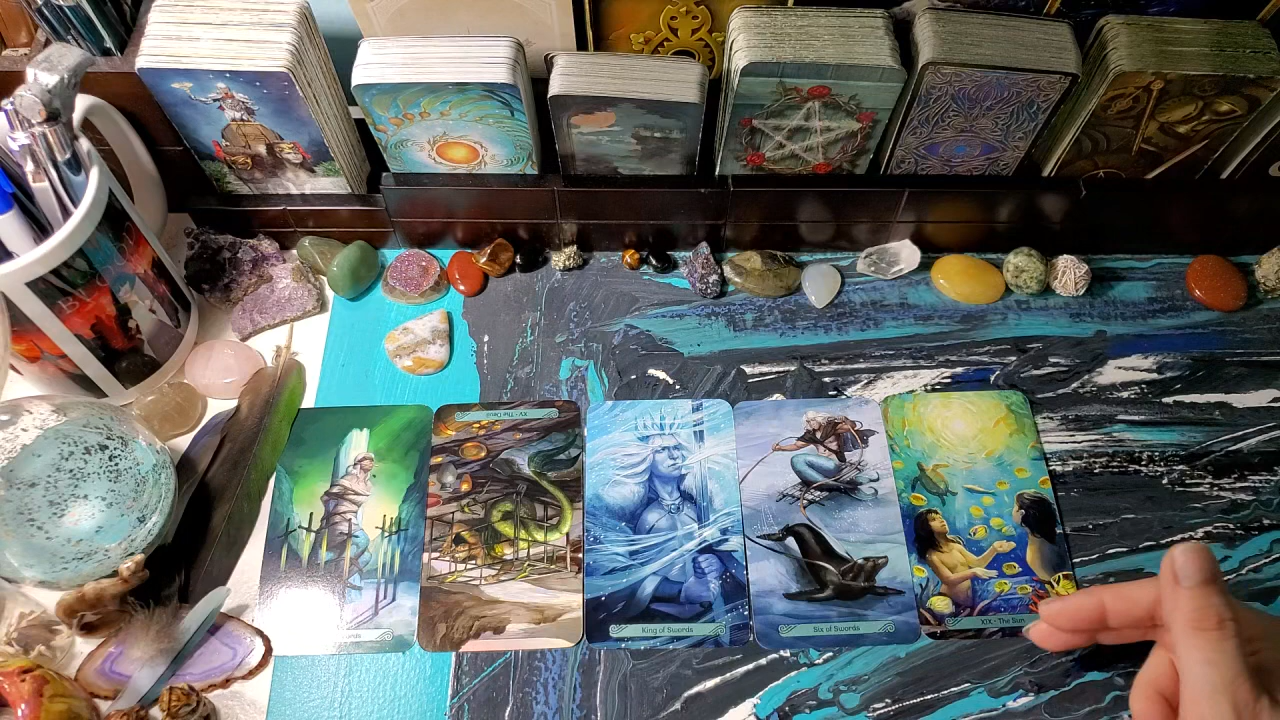 XV - The Devil
King of Swords
Six of Swords
XIX - The Sun